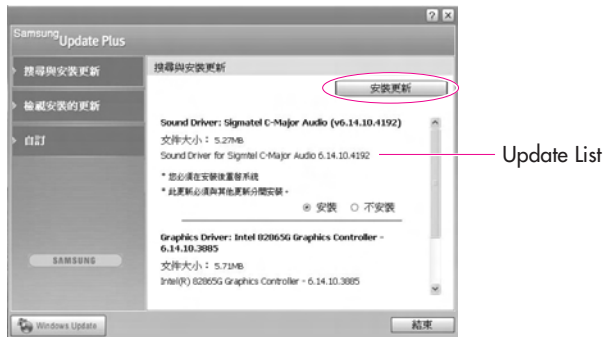 Samsung Update Plus
搜尋與安裝更新
檢視安裝的更新
自訂
SAMSUNG
Windows Update
搜尋與安裝更新
安裝更新
Sound Driver: Sigmatel C-Major Audio (v6.14.10.4192)
文件大小： 5.27MB
Sound Driver for Sigmtel C-Major Audio 6.14.10.4192
* 您必須在安裝後重啓系統
* 此更新必須與其他更新分開安裝。
安裝 不安裝
Graphics Driver: Intel 82865G Graphics Controller -
6.14.10.3885
文件大小： 5.71MB
Intel(R) 82865G Graphics Controller - 6.14.10.3885
結束
Update List